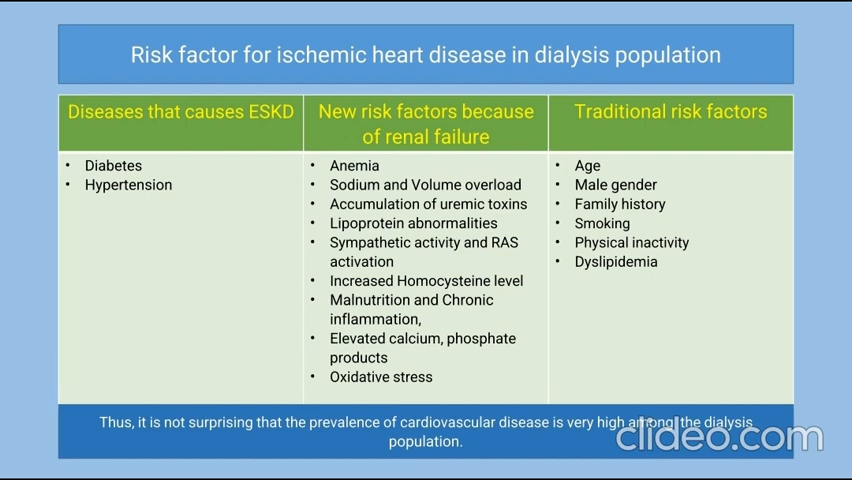 Risk factor for ischemic heart disease in dialysis population
Diseases that causes ESKD
• Diabetes
• Hypertension
New risk factors because
of renal failure
• Anemia
• Sodium and Volume overload
• Accumulation of uremic toxins
• Lipoprotein abnormalities
• Sympathetic activity and RAS
activation
• Increased Homocysteine level
• Malnutrition and Chronic
inflammation,
• Elevated calcium, phosphate
products
• Oxidative stress
Traditional risk factors
• Age
• Male gender
• Family history
• Smoking
• Physical inactivity
• Dyslipidemia
Thus, it is not surprising that the prevalence of cardiovascular disease is very high among the dialysis
population.
clideo.com